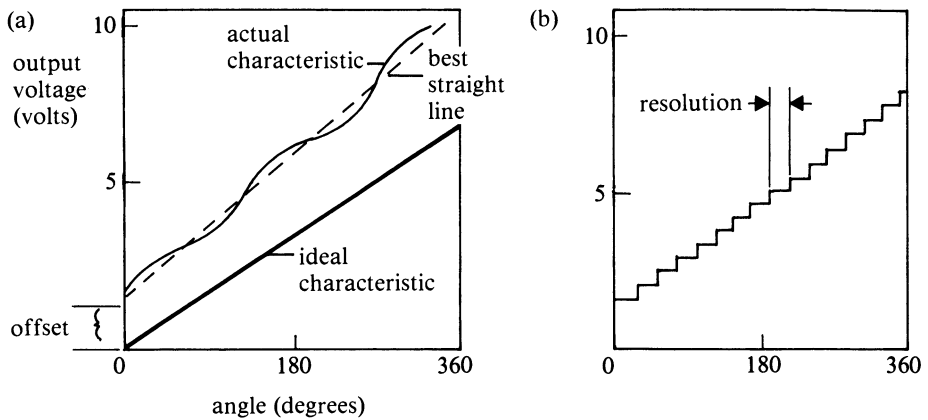 (a)
10
output
voltage
(volts)
actual
characteristic
best
straight
line
5
ideal
characteristic
offset
0
180
360
angle (degrees)
(b)
10
resolution
5
0
180
360